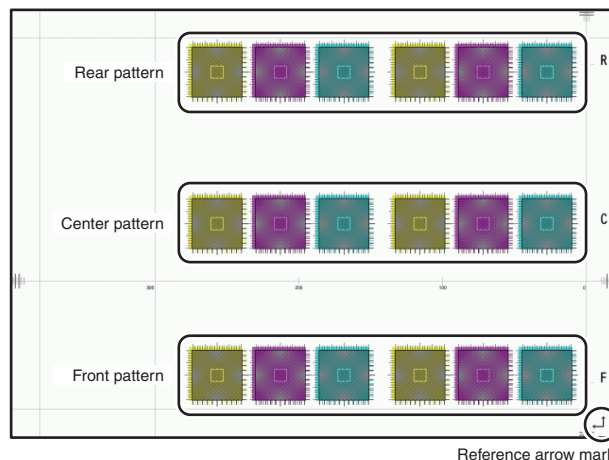 R
Rear pattern
C
Center pattern
300
200
100
0
Front pattern
F
Reference arrow mark